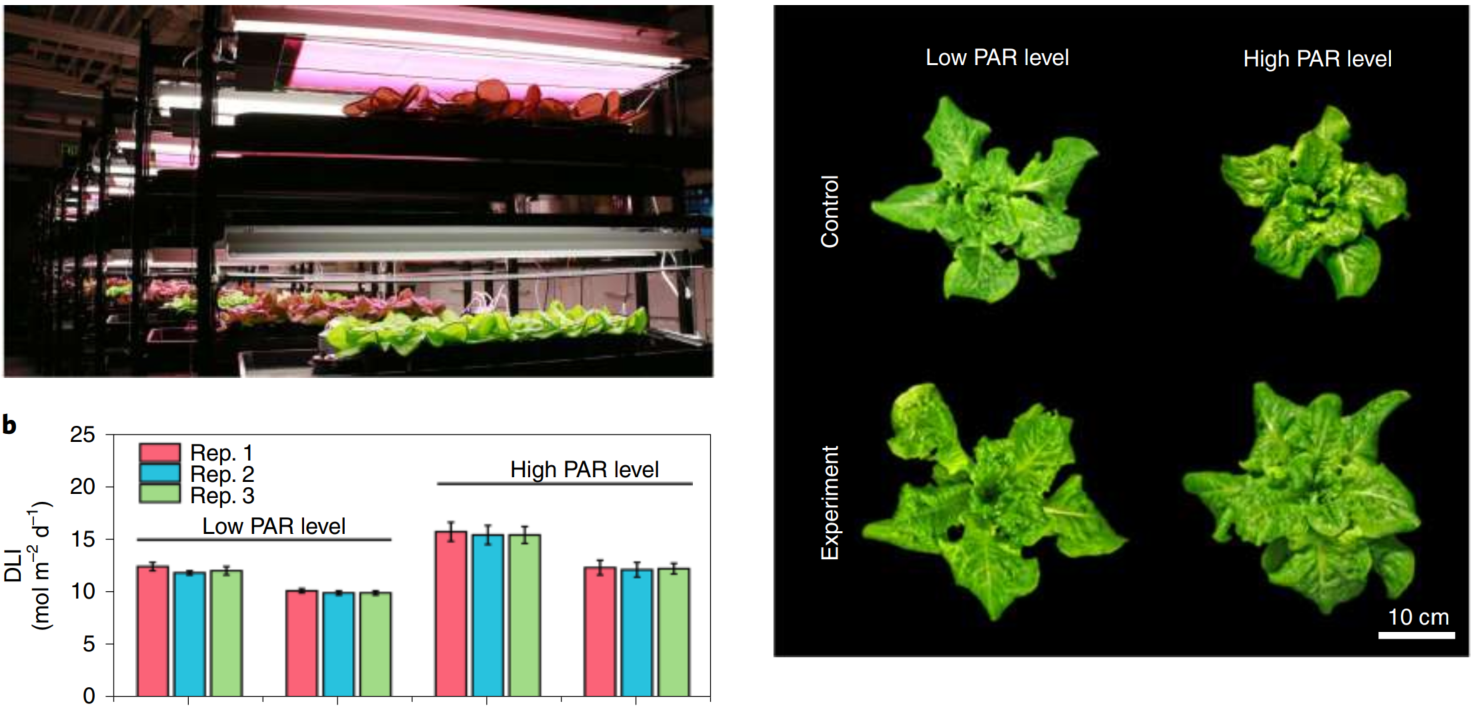 b
25
20
15
10
5
0
DLI
(mol m⁻² d⁻¹)
Rep. 1
Rep. 2
Rep. 3
Low PAR level
High PAR level
Low PAR level
High PAR level
Control
Experiment
10 cm